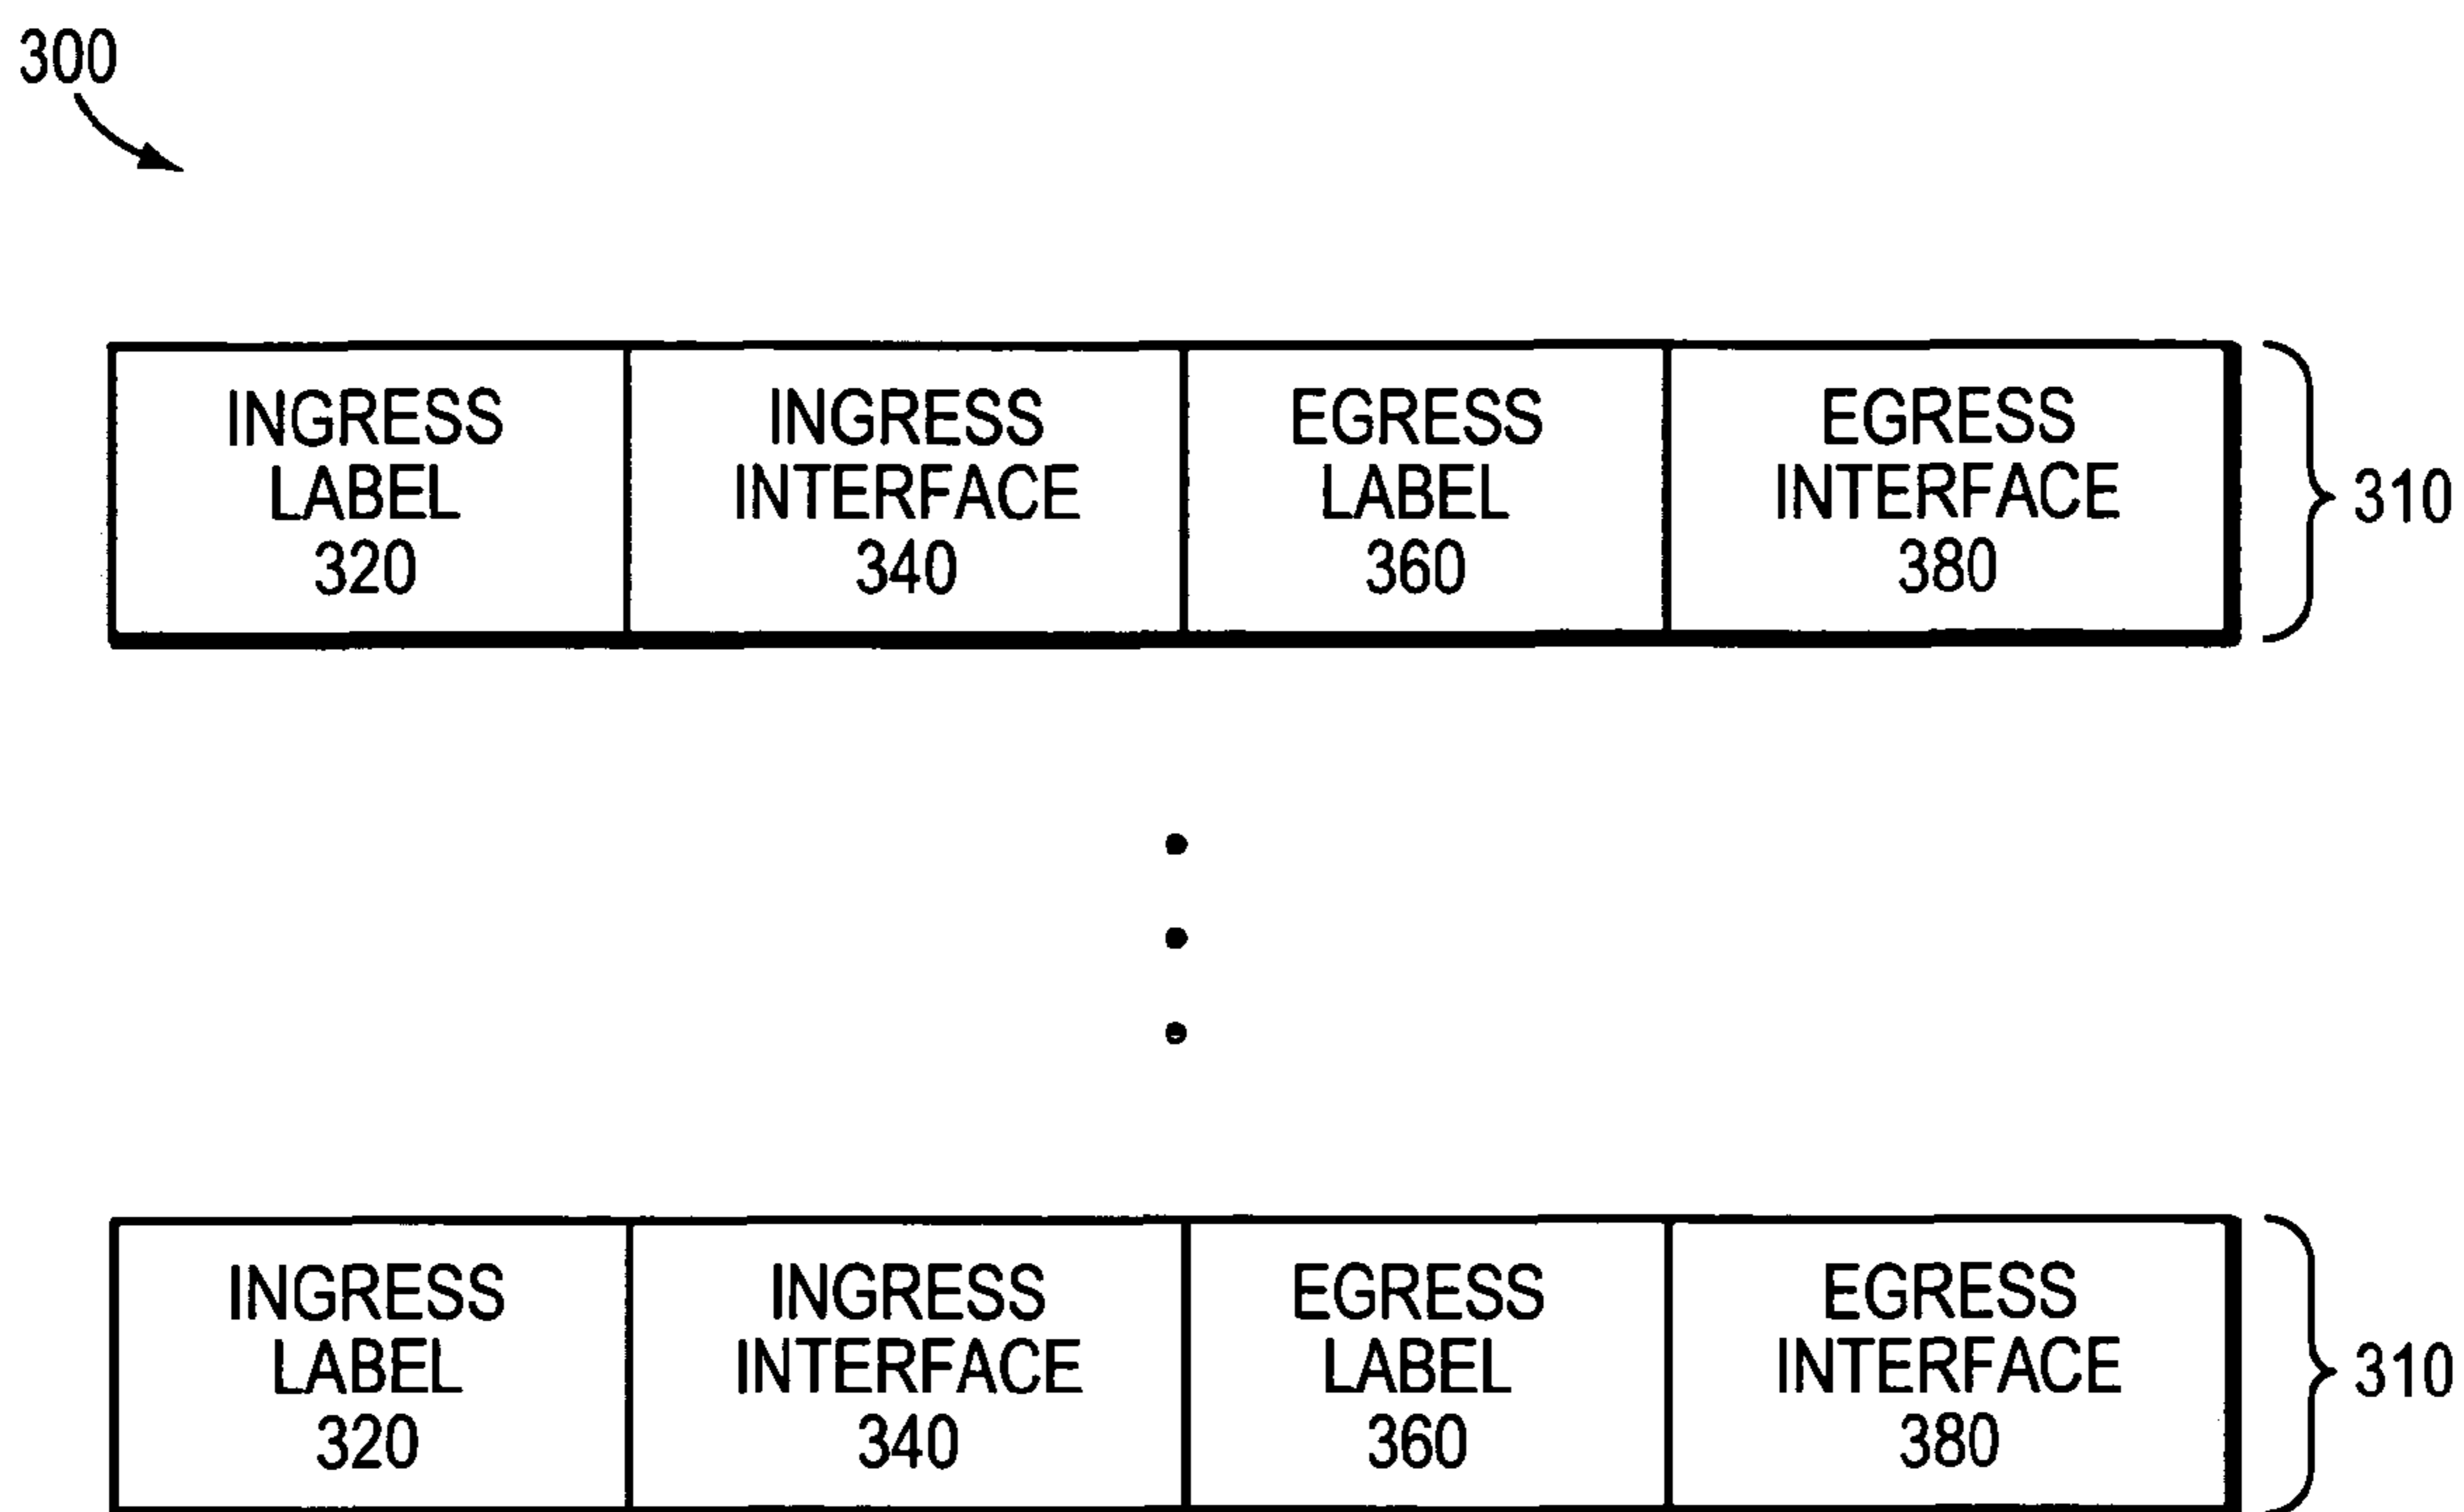 300
INGRESS LABEL 320
INGRESS INTERFACE 340
EGRESS LABEL 360
EGRESS INTERFACE 380
310
INGRESS LABEL 320
INGRESS INTERFACE 340
EGRESS LABEL 360
EGRESS INTERFACE 380
310